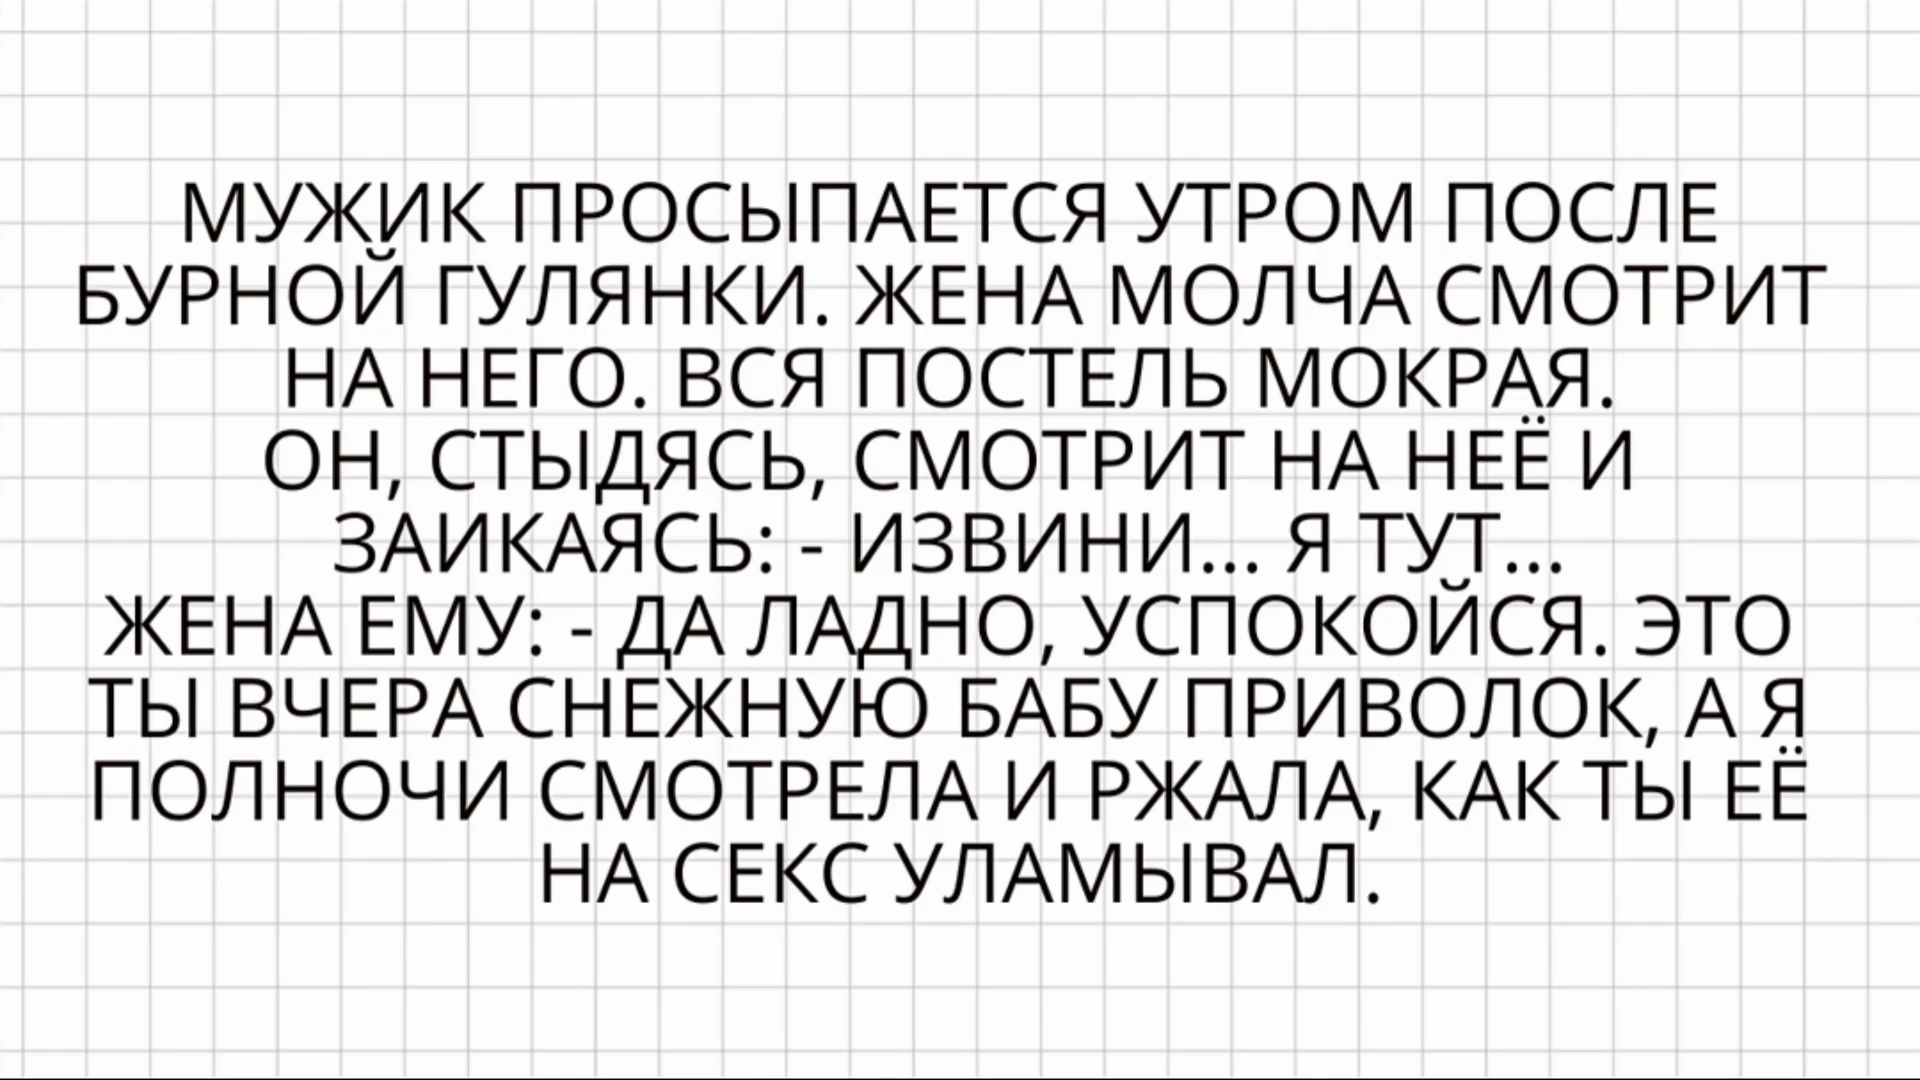 МУЖИК ПРОСЫПАЕТСЯ УТРОМ ПОСЛЕ
БУРНОЙ ГУЛЯНКИ. ЖЕНА МОЛЧА СМОТРИТ
НА НЕГО. ВСЯ ПОСТЕЛЬ МОКРАЯ.
ОН, СТЫДЯСЬ, СМОТРИТ НА НЕЁ И
ЗАИКАЯСЬ: - ИЗВИНИ... Я ТУТ...
ЖЕНА ЕМУ: - ДА ЛАДНО, УСПОКОЙСЯ. ЭТО
ТЫ ВЧЕРА СНЕЖНУЮ БАБУ ПРИВОЛОК, А Я
ПОЛНОЧИ СМОТРЕЛА И РЖАЛА, КАК ТЫ ЕЁ
НА СЕКС УЛАМЫВАЛ.